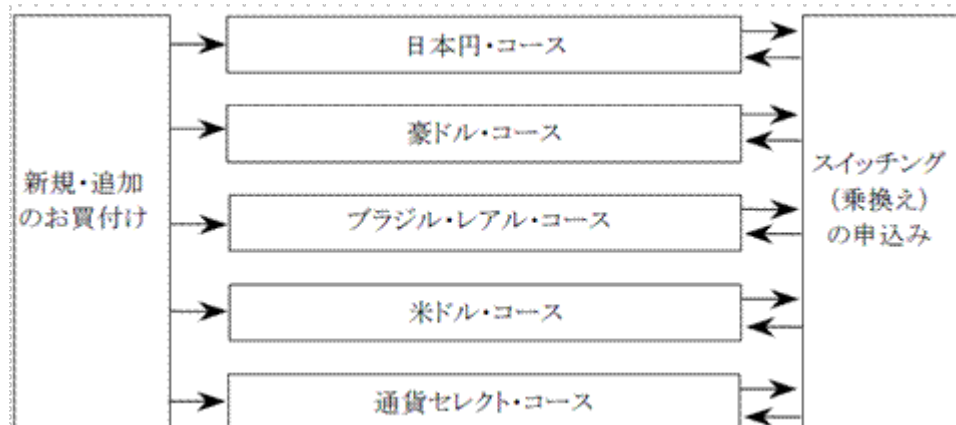 新規・追加
のお買付け
日本円・コース
豪ドル・コース
ブラジル・レアル・コース
米ドル・コース
通貨セレクト・コース
スイッチング
(乗換え)
の申込み